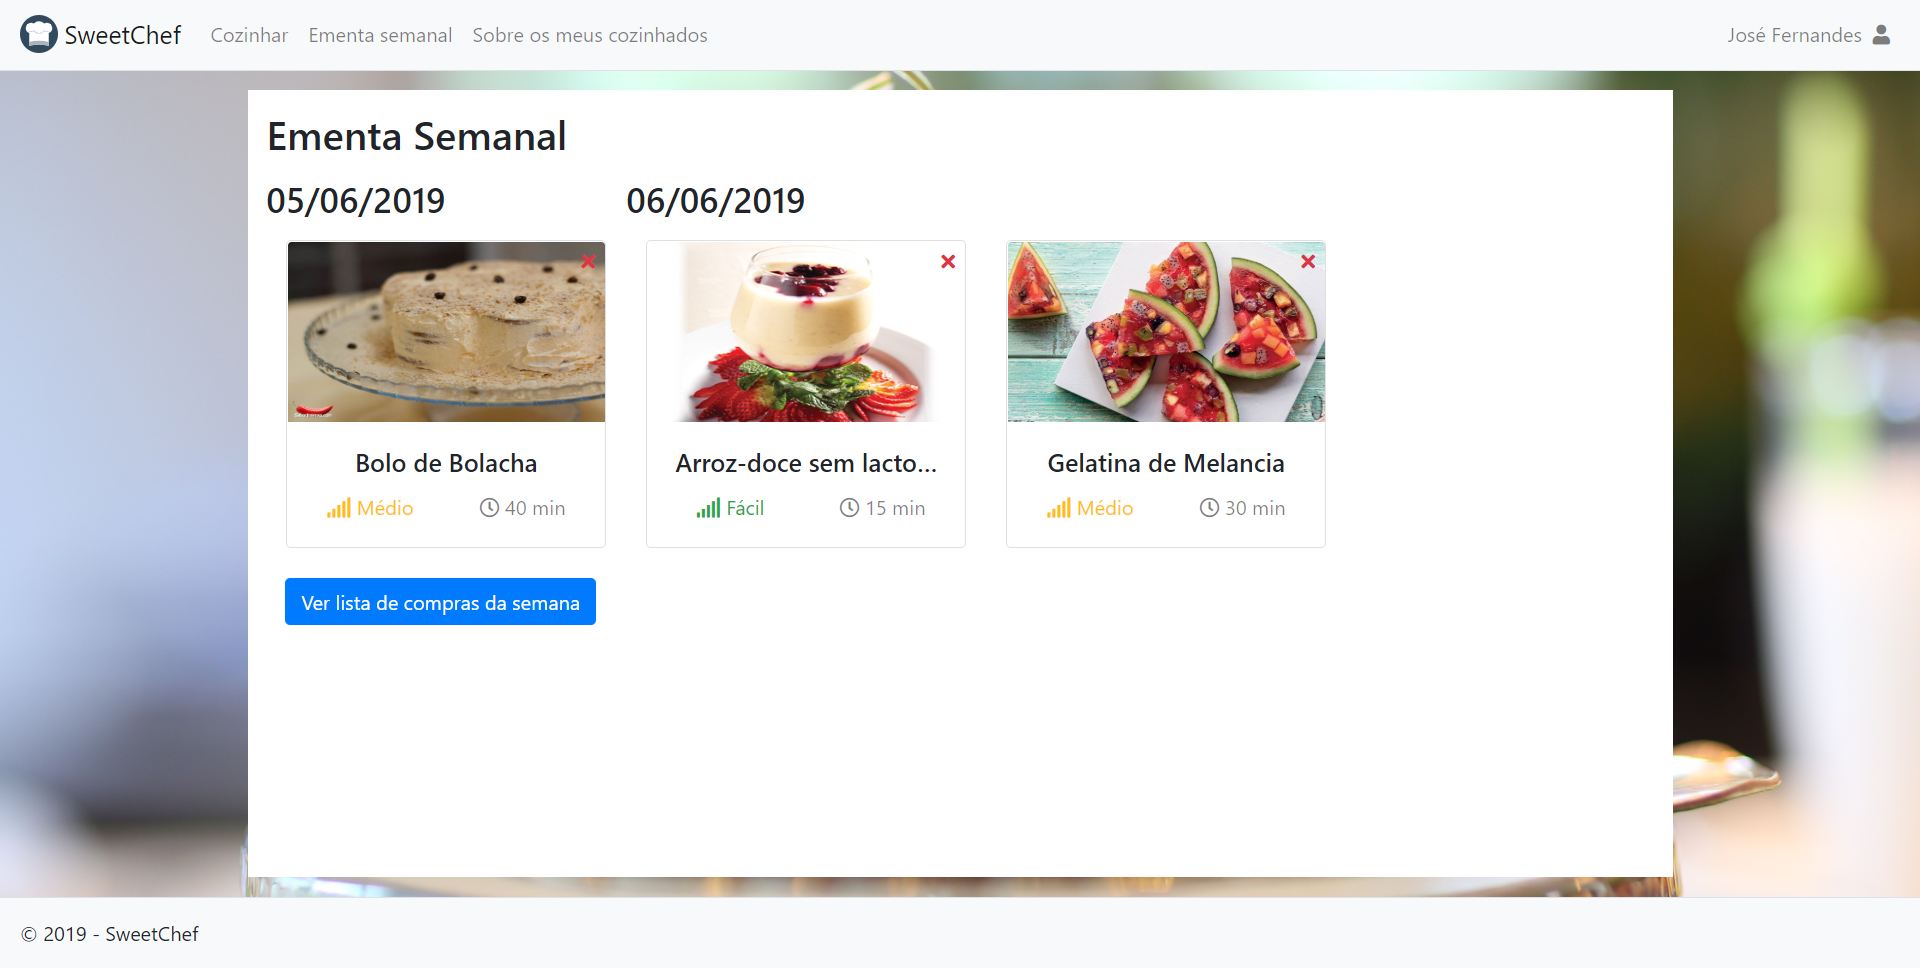 SweetChef Cozinhar Ementa semanal Sobre os meus cozinhados José Fernandes
Ementa Semanal
05/06/2019 06/06/2019
Bolo de Bolacha Arroz-doce sem lacto... Gelatina de Melancia
Médio 40 min Fácil 15 min Médio 30 min
Ver lista de compras da semana
© 2019 - SweetChef